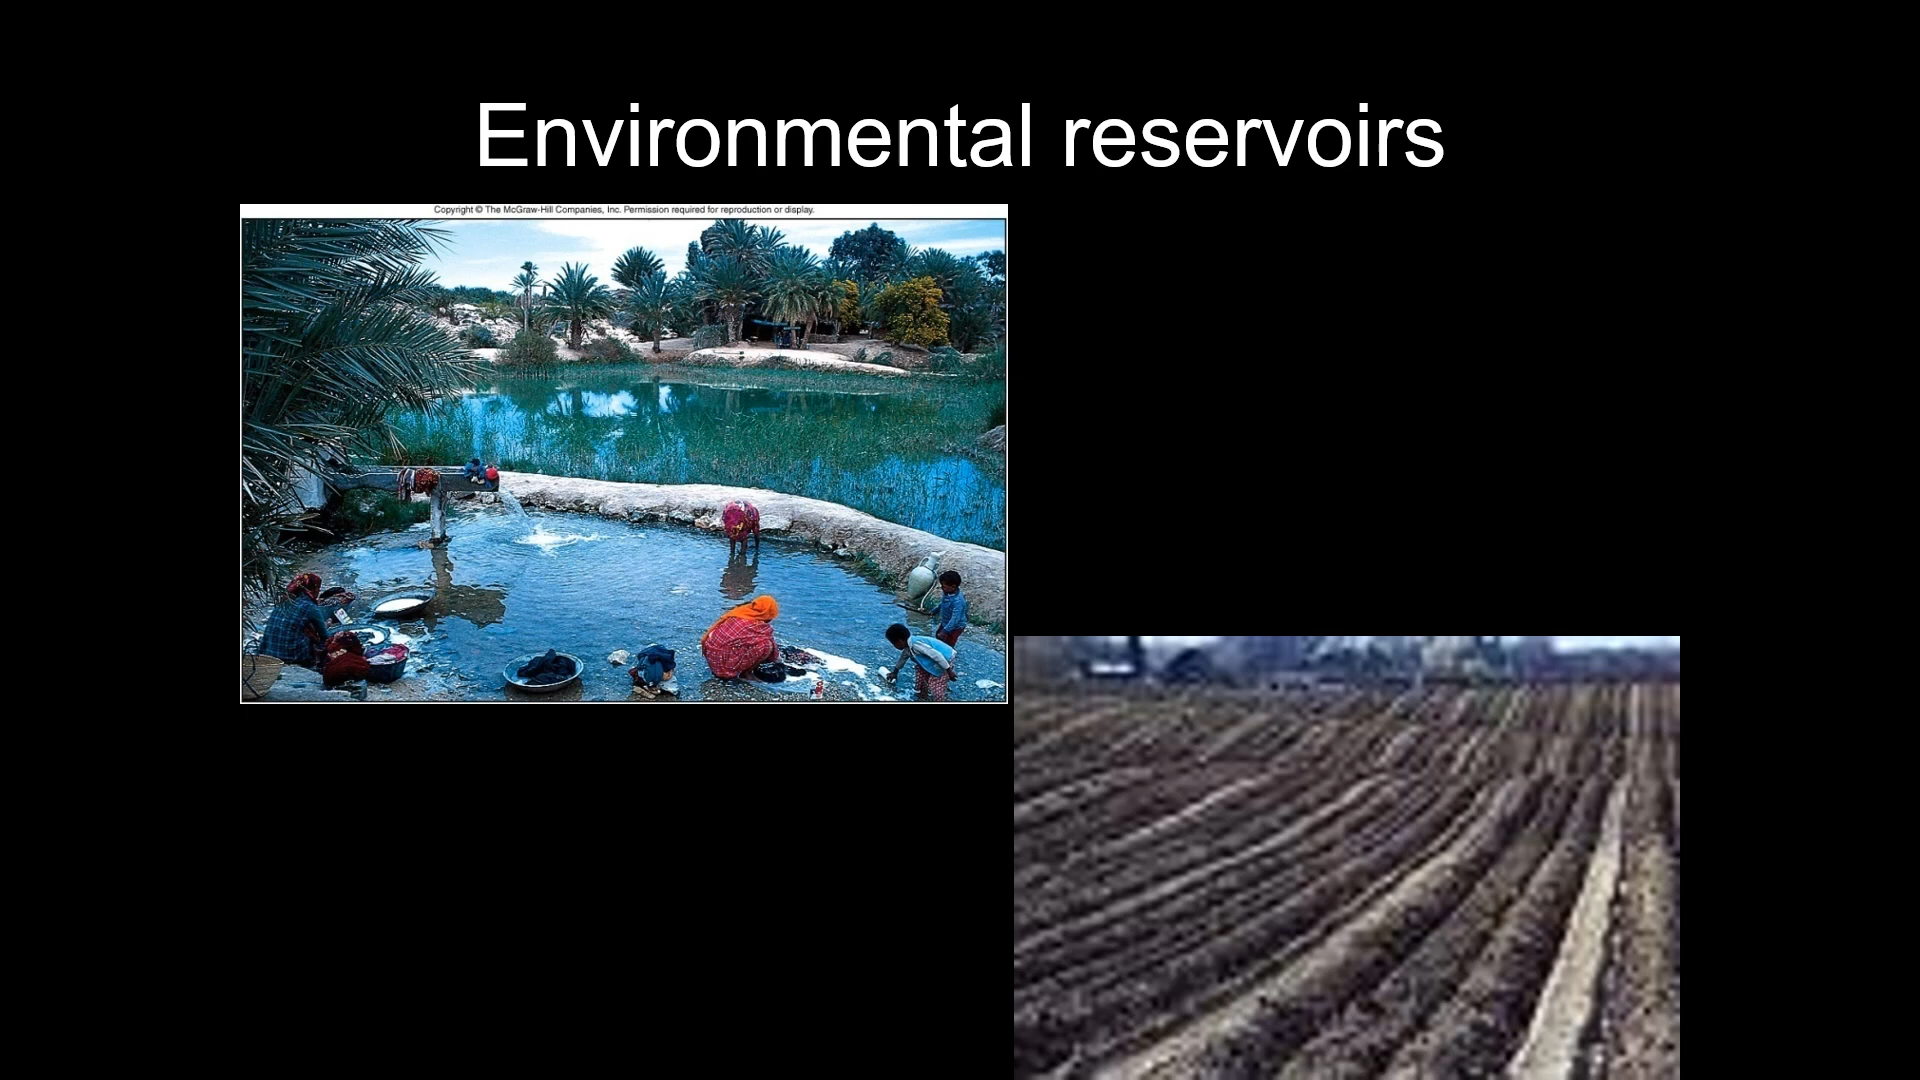 Environmental reservoirs
Copyright © The McGraw-Hill Companies, Inc. Permission required for reproduction or display.